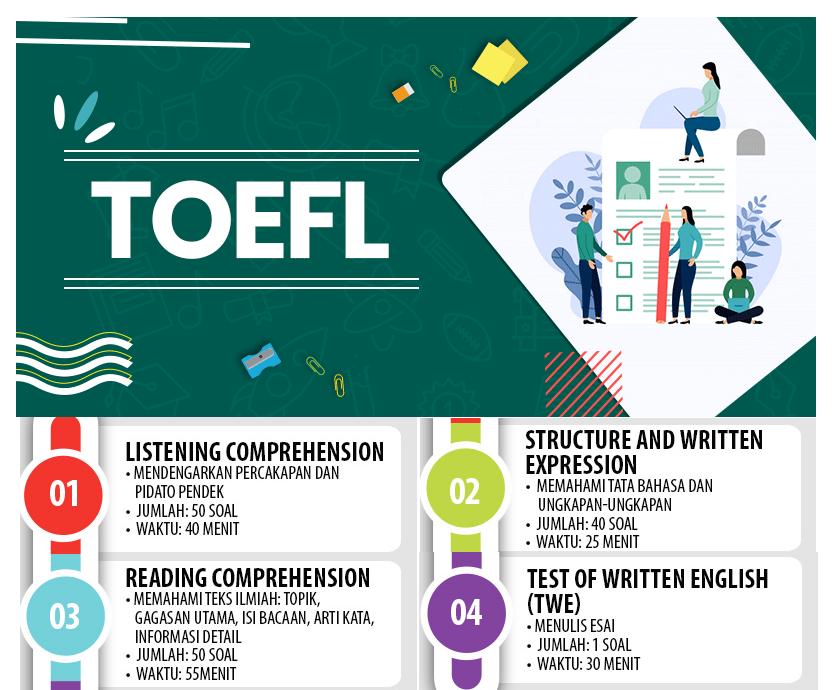 TOEFL
01
LISTENING COMPREHENSION
• MENDENGARKAN PERCAKAPAN DAN
PIDATO PENDEK
• JUMLAH: 50 SOAL
• WAKTU: 40 MENIT
02
STRUCTURE AND WRITTEN
EXPRESSION
• MEMAHAMI TATA BAHASA DAN
UNGKAPAN-UNGKAPAN
• JUMLAH: 40 SOAL
• WAKTU: 25 MENIT
03
READING COMPREHENSION
• MEMAHAMI TEKS ILMIAH: TOPIK,
GAGASAN UTAMA, ISI BACAAN, ARTI KATA,
INFORMASI DETAIL
• JUMLAH: 50 SOAL
• WAKTU: 55MENIT
04
TEST OF WRITTEN ENGLISH
(TWE)
• MENULIS ESAI
• JUMLAH: 1 SOAL
• WAKTU: 30 MENIT